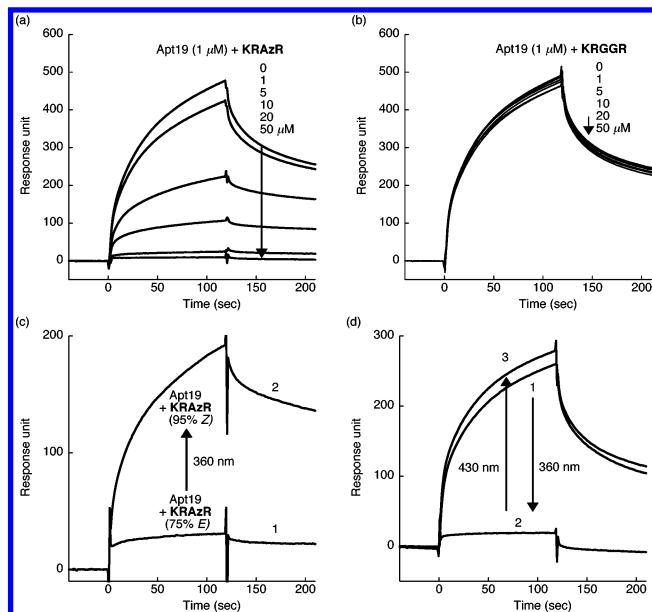 (a)
Apt19 (1 μM) + KRAzR
0
1
5
10
20
50 μM
600
500
400
300
200
100
0
Response unit
0 50 100 150 200
Time (sec)
(b)
Apt19 (1 μM) + KRGGR
0
1
5
10
20
50 μM
600
500
400
300
200
100
0
Response unit
0 50 100 150 200
Time (sec)
(c)
200
100
0
Response unit
2
Apt19
+ KRAzR
(95% Z)
360 nm
Apt19
+ KRAzR
(75% E)
1
0 50 100 150 200
Time (sec)
(d)
300
200
100
0
Response unit
3
1
430 nm
360 nm
2
0 50 100 150 200
Time (sec)